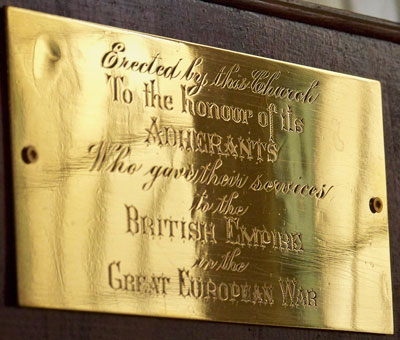 Erected by this Church
To the honour of its
ADHERANTS
Who gave their services
to the
BRITISH EMPIRE
in the
GREAT EUROPEAN WAR